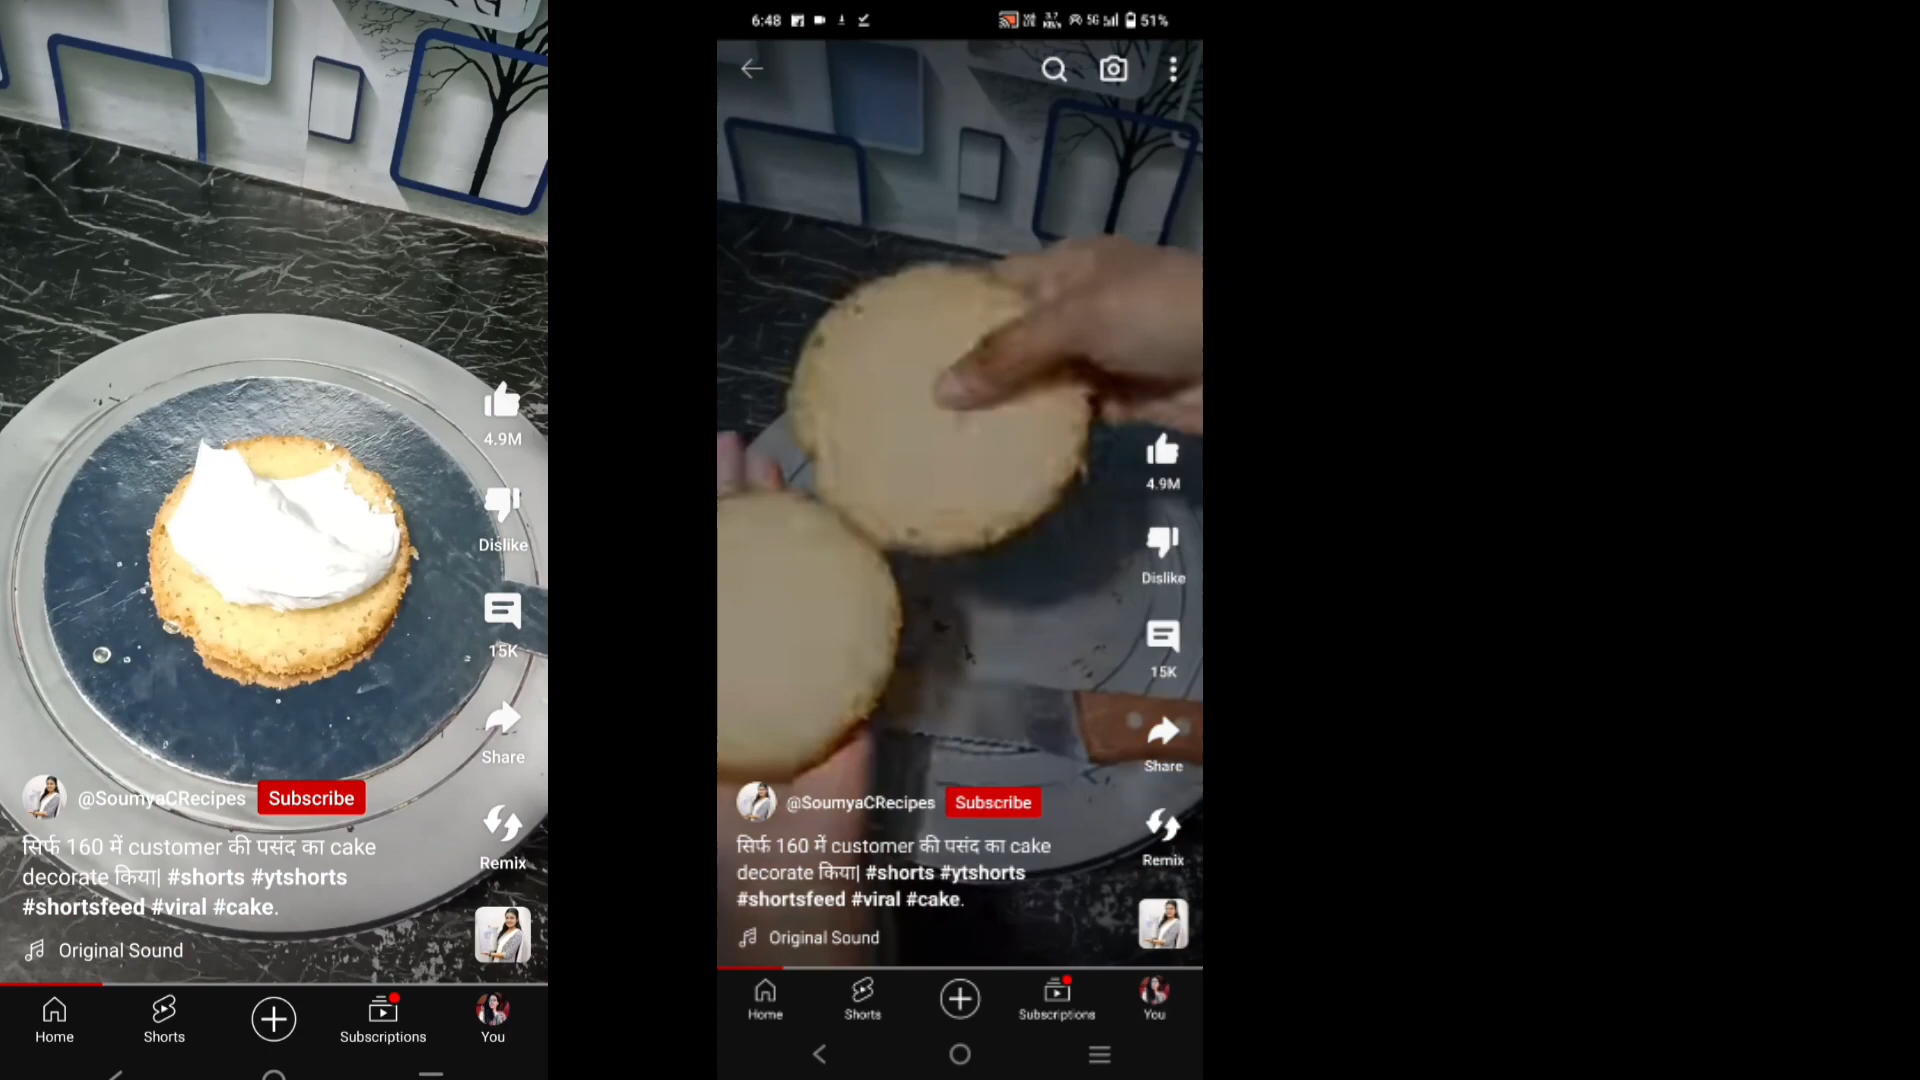 4.9M
Dislike
15K
Share
@SoumyaCRecipes Subscribe
सिर्फ 160 में customer की पसंद का cake
decorate किया| #shorts #ytshorts
#shortsfeed #viral #cake.
Remix
Original Sound
Home Shorts Subscriptions You
6:48 5G 51%
4.9M
Dislike
15K
Share
@SoumyaCRecipes Subscribe
सिर्फ 160 में customer की पसंद का cake
decorate किया| #shorts #ytshorts
#shortsfeed #viral #cake.
Remix
Original Sound
Home Shorts Subscriptions You